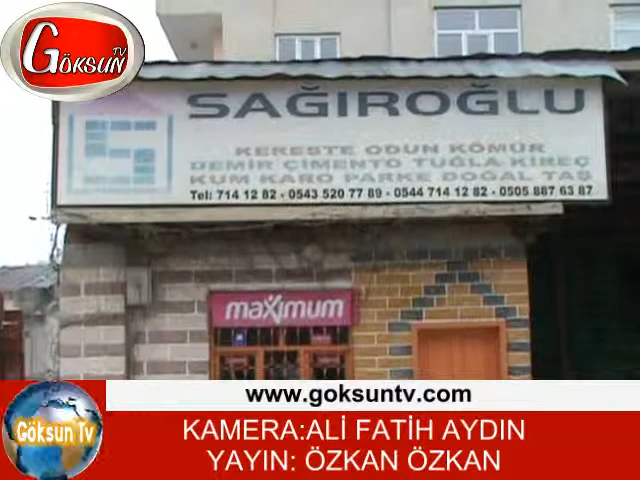 GÖKSUN TV
SAĞIROĞLU
KERESTE ODUN KÖMÜR
DEMİR ÇİMENTO TUĞLA KİREÇ
KUM KARO PARKE DOĞAL TAŞ
Tel: 714 12 82 - 0543 520 77 89 - 0544 714 12 82 - 0505 887 63 87
maximum
www.goksuntv.com
Göksun Tv
KAMERA:ALİ FATİH AYDIN
YAYIN: ÖZKAN ÖZKAN